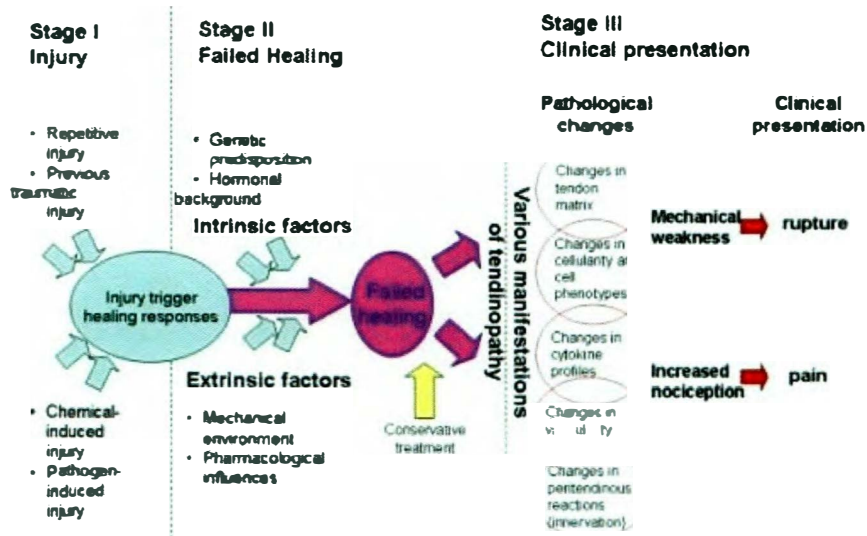 Stage I
Injury
Stage II
Failed Healing
Stage III
Clinical presentation
Pathological
changes
Clinical
presentation
• Repetitive
injury
• Previous
traumatic
injury
• Genetic
predisposition
• Hormonal
background
Intrinsic factors
Injury trigger
healing responses
Failed
healing
Extrinsic factors
• Chemical-
induced
injury
• Pathogen-
induced
injury
• Mechanical
environment
• Pharmacological
influences
Conservative
treatment
Various manifestations
of tendinopathy
Changes in
tendon
matrix
Changes in
cellularity
cell
phenotypes
Changes in
cytokine
profiles
Changes in
Changes in
peritendinous
reactions
(innervation)
Mechanical
weakness
rupture
Increased
nociception
pain